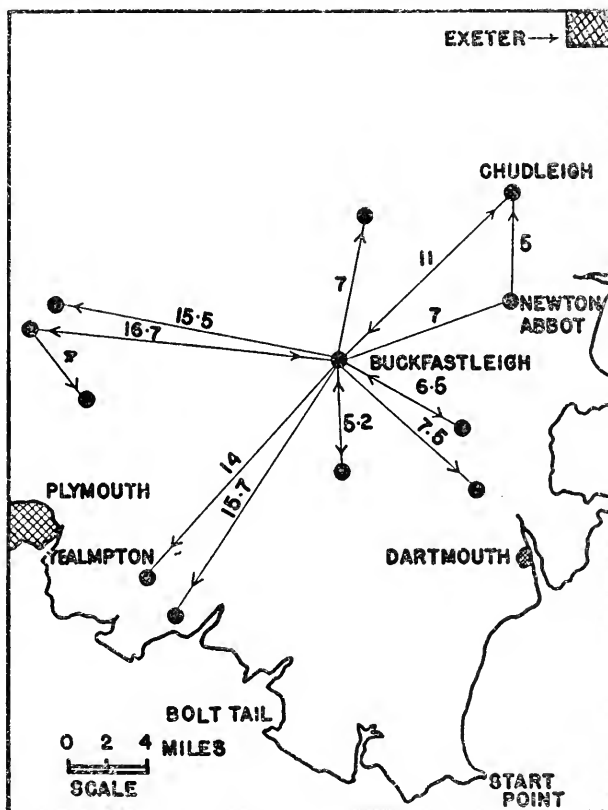 EXETER
CHUDLEIGH
11
5
7
7
NEWTON
ABBOT
15·5
16·7
BUCKFASTLEIGH
6·5
7·5
5·2
14
15·7
PLYMOUTH
YEALMPTON
DARTMOUTH
BOLT TAIL
0 2 4 MILES
SCALE
START
POINT